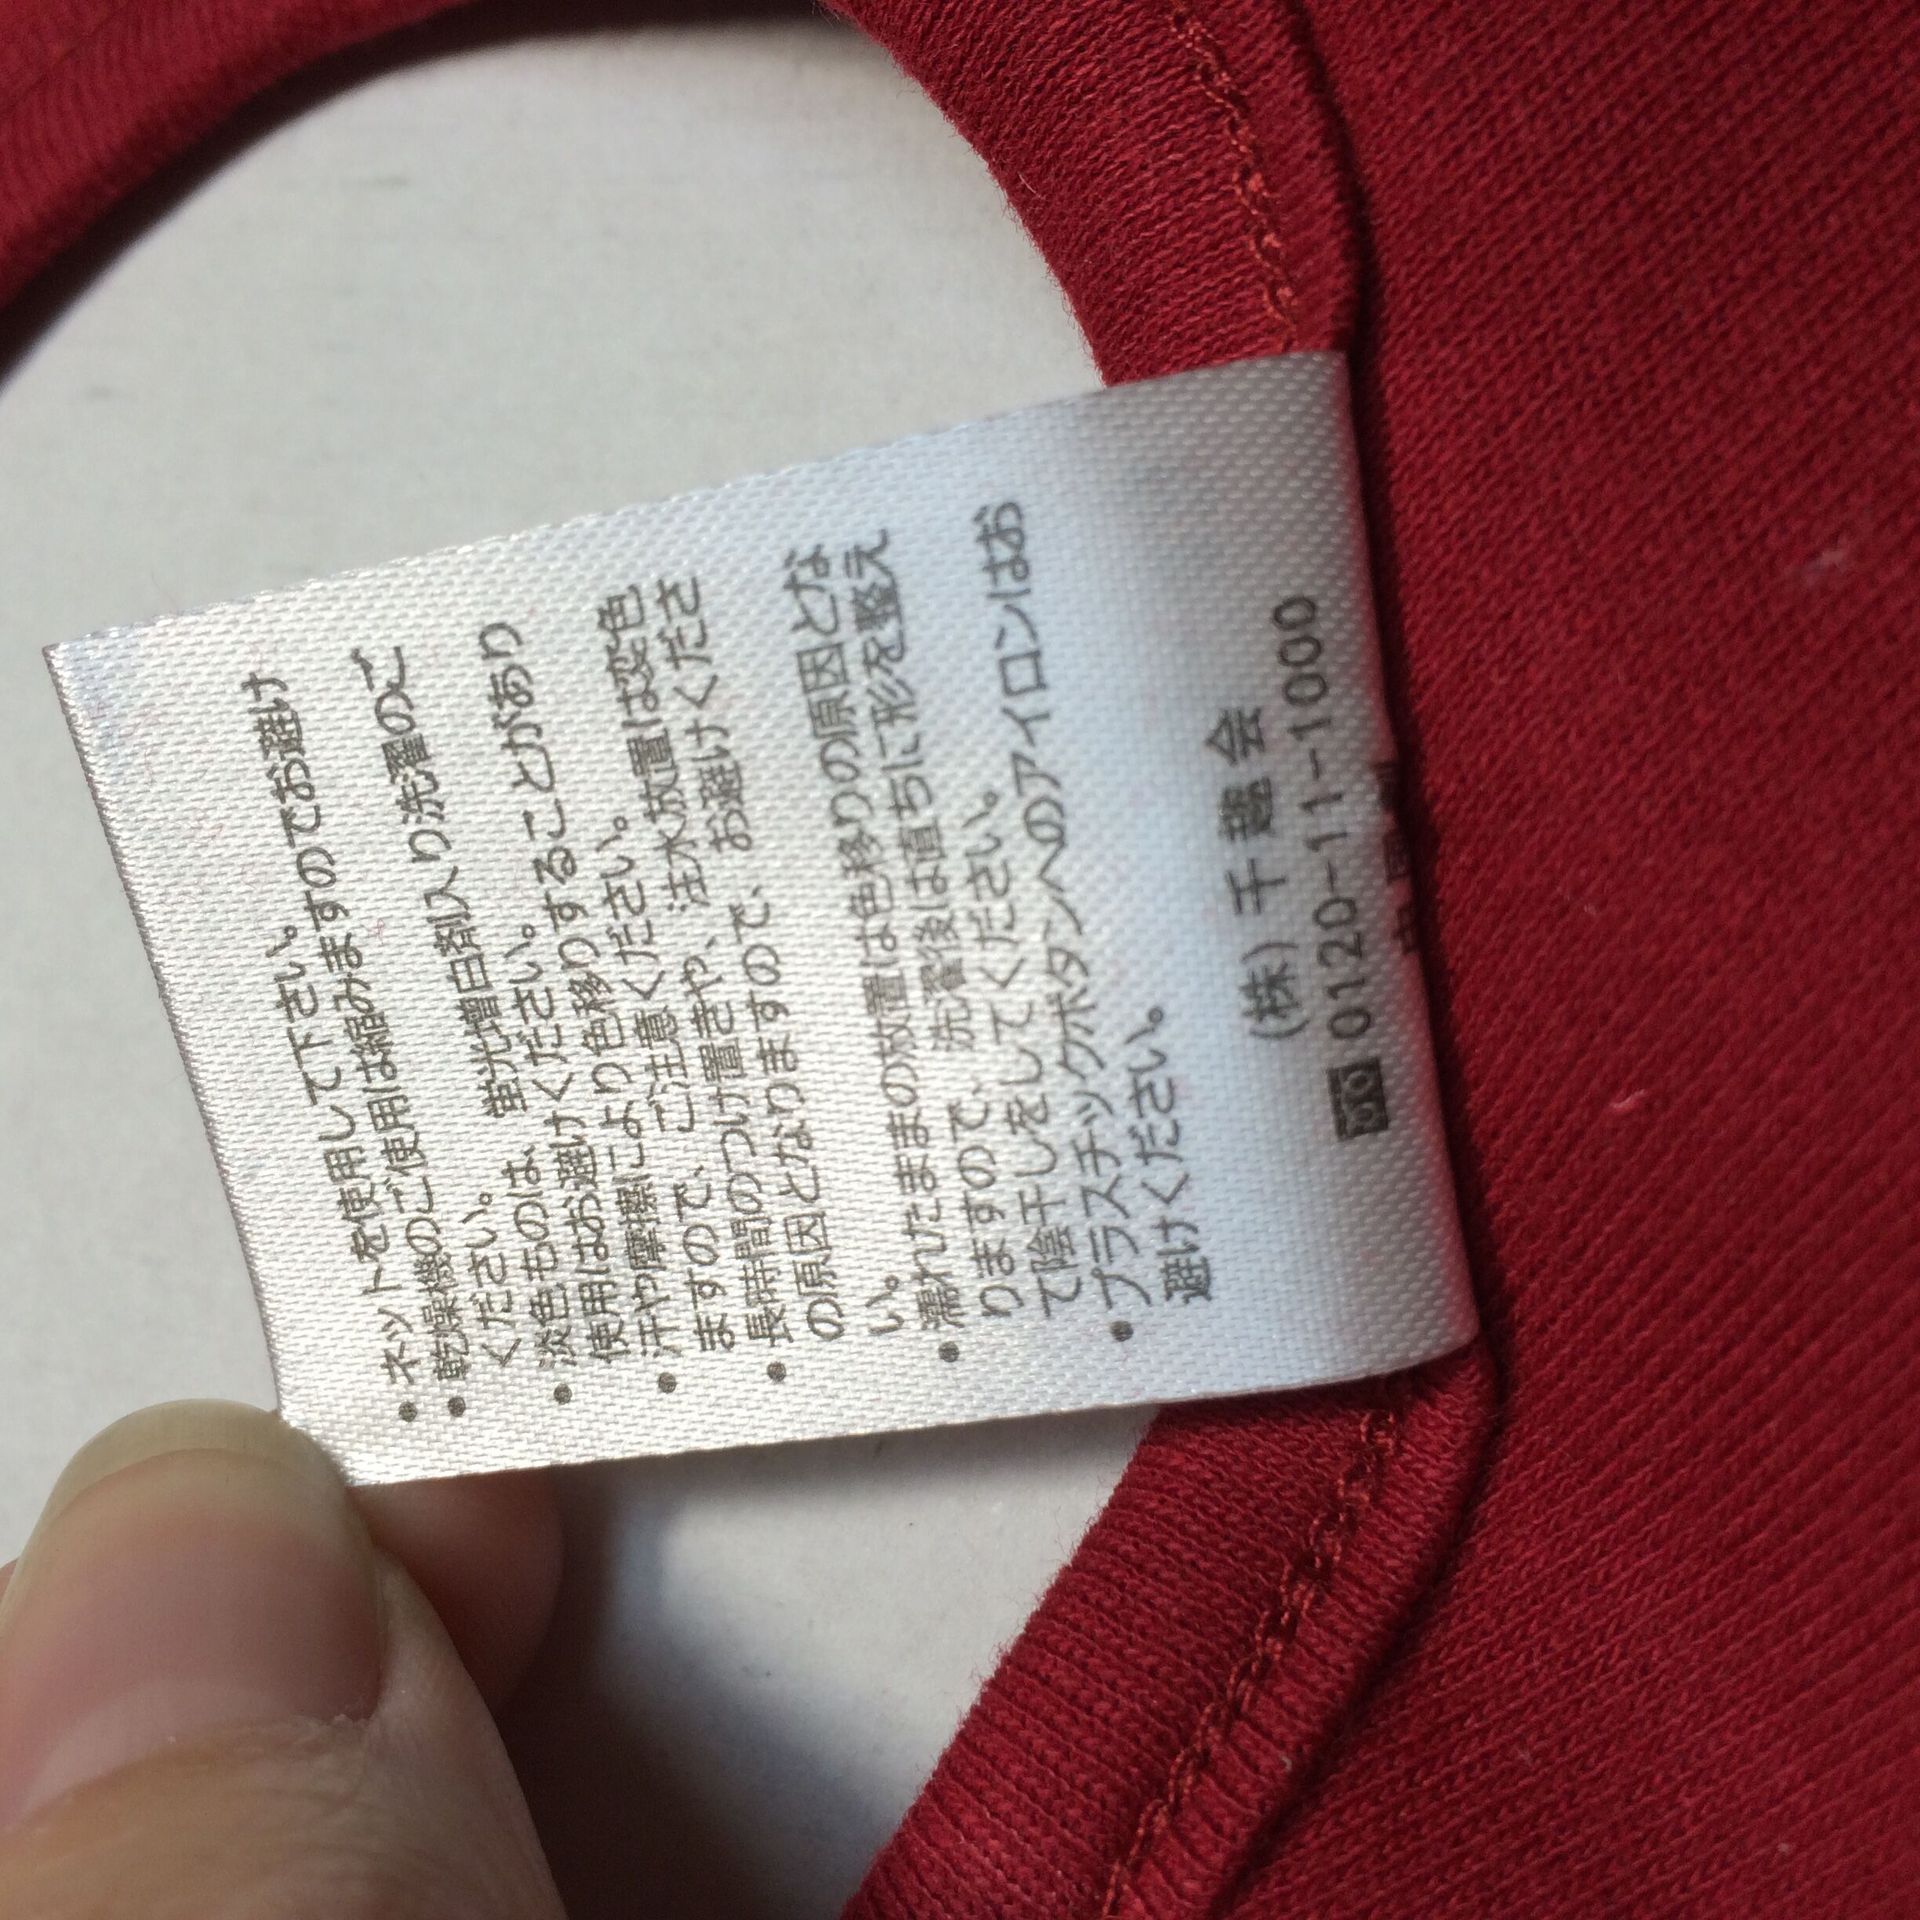 ・ネットを使用して下さい。
・乾燥機のご使用は縮みますのでお避け
ください。
・淡色ものは、蛍光増白剤入り洗濯のご
使用はお避けください。
・汗や摩擦により色移りすることがあり
ますので、ご注意ください。
・長時間のつけ置きや、注水放置は変色
の原因となりますので、お避けくださ
い。
・濡れたままの放置は色移りの原因とな
りますので、洗濯後は直ちに形を整え
て陰干しをしてください。
・プラスチックボタンへのアイロンはお
避けください。
(株)千趣会
0120-11-1000